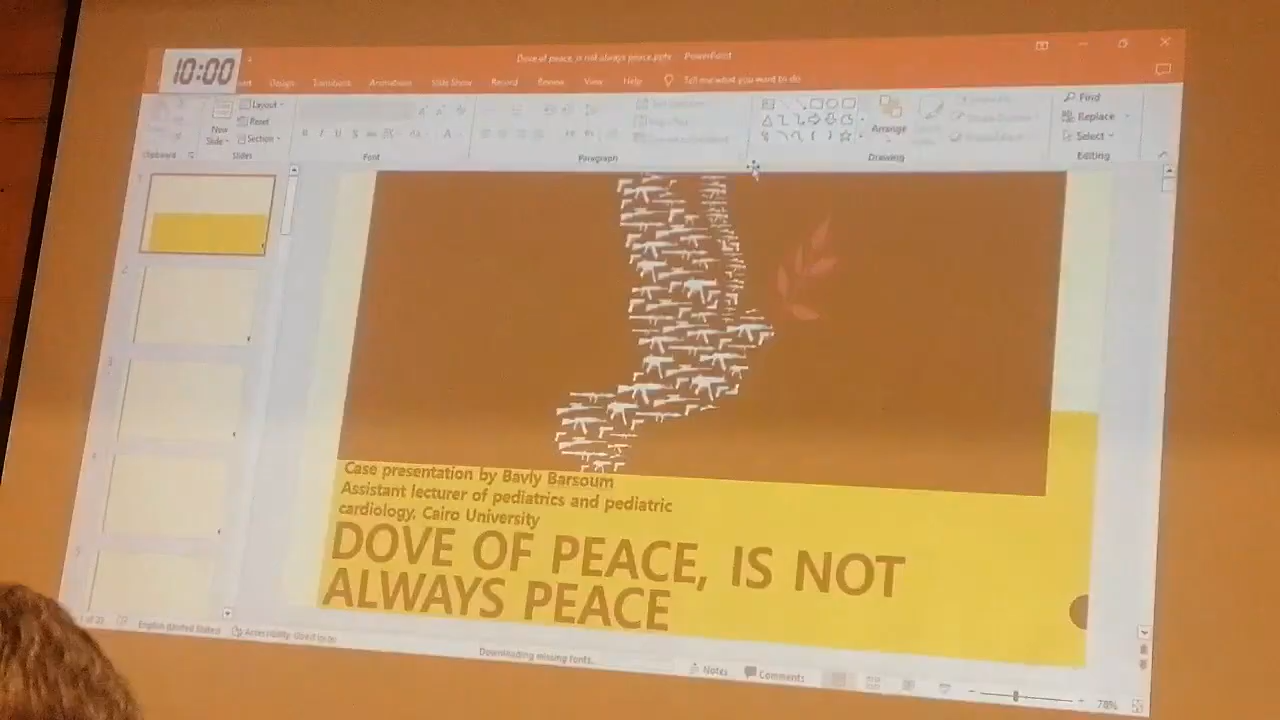 10:00
Dove of peace, is not always peace.pptx - PowerPoint
Design Transitions Animations Slide Show Record Review View Help Tell me what you want to do
Layout
Reset
Section
New
Slide
Clipboard
Slides
Font
Paragraph
Arrange
Drawing
Find
Replace
Select
Editing
Case presentation by Bavly Barsoum
Assistant lecturer of pediatrics and pediatric
cardiology, Cairo University
DOVE OF PEACE, IS NOT
ALWAYS PEACE
English (United States)
Downloading missing fonts...
Notes
Comments
78%